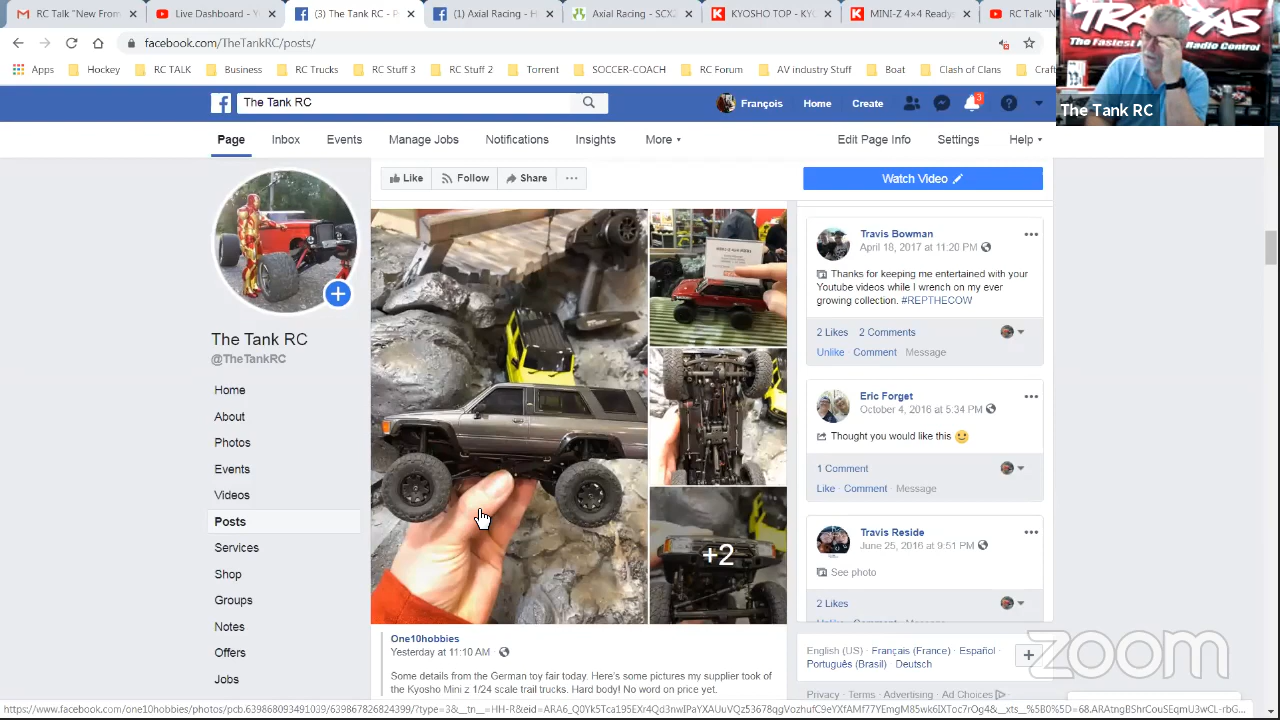 RC Talk "New From
Live Dashboard - Y
(3) The Tank RC - P
(1) Axial Racing - H
Axial Racing - SCX2
KYOSHO TOP - KY
MINI-Z 4×4 Ready
RC Talk "N
facebook.com/TheTankRC/posts/
Apps
Hockey
RC TALK
Business
RC Trucks
RC Stuff 3
RC Stuff 2
Important
SOCCER COACH
RC Forum
ATV Industry Stuff
Boat
Clash of Clans
Craft
TRAXXAS
The Fastest Name in Radio Control
The Tank RC
The Tank RC
François
Home
Create
3
Page
Inbox
Events
Manage Jobs
Notifications
Insights
More
Edit Page Info
Settings
Help
Like
Follow
Share
Watch Video
The Tank RC
@TheTankRC
Home
About
Photos
Events
Videos
Posts
Services
Shop
Groups
Notes
Offers
Jobs
+2
One10hobbies
Yesterday at 11:10 AM
Some details from the German toy fair today. Here's some pictures my supplier took of
the Kyosho Mini z 1/24 scale trail trucks. Hard body! No word on price yet.
Travis Bowman
April 18, 2017 at 11:20 PM
Thanks for keeping me entertained with your
Youtube videos while I wrench on my ever
growing collection. #REPTHECOW
2 Likes 2 Comments
Unlike · Comment · Message
Eric Forget
October 4, 2016 at 5:34 PM
Thought you would like this
1 Comment
Like · Comment · Message
Travis Reside
June 25, 2016 at 9:51 PM
See photo
2 Likes
Unlike · Comment · Message
English (US) · Français (France) · Español ·
Português (Brasil) · Deutsch
Privacy · Terms · Advertising · Ad Choices
zoom